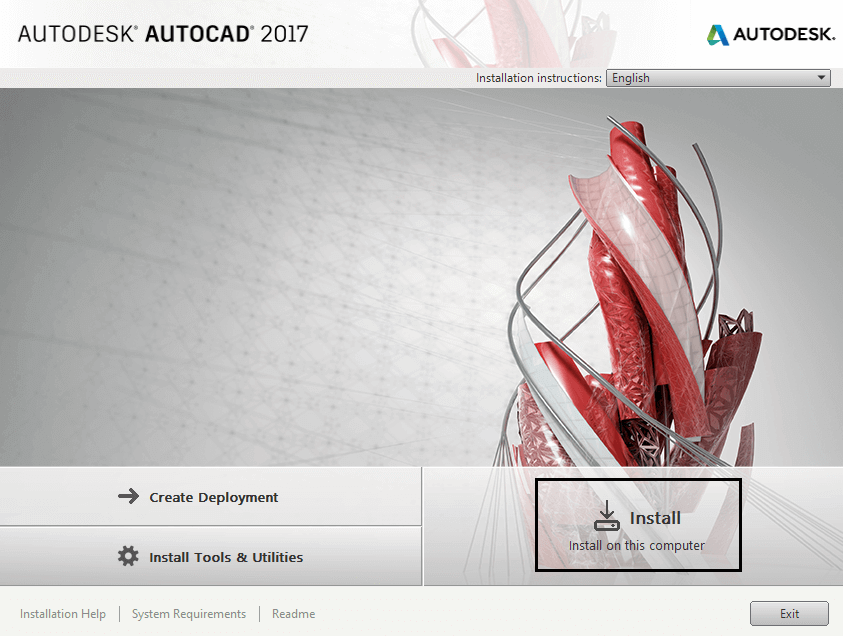 AUTODESK® AUTOCAD® 2017
AUTODESK.
Installation instructions: English
Create Deployment
Install Tools & Utilities
Install
Install on this computer
Installation Help | System Requirements | Readme
Exit